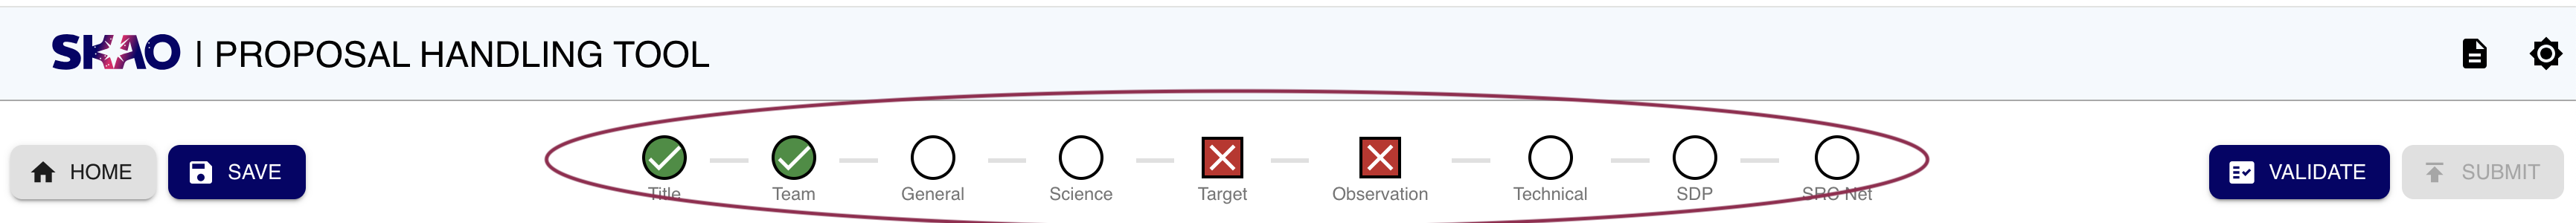 SKAO | PROPOSAL HANDLING TOOL
HOME
SAVE
Title
Team
General
Science
Target
Observation
Technical
SDP
SRC Net
VALIDATE
SUBMIT